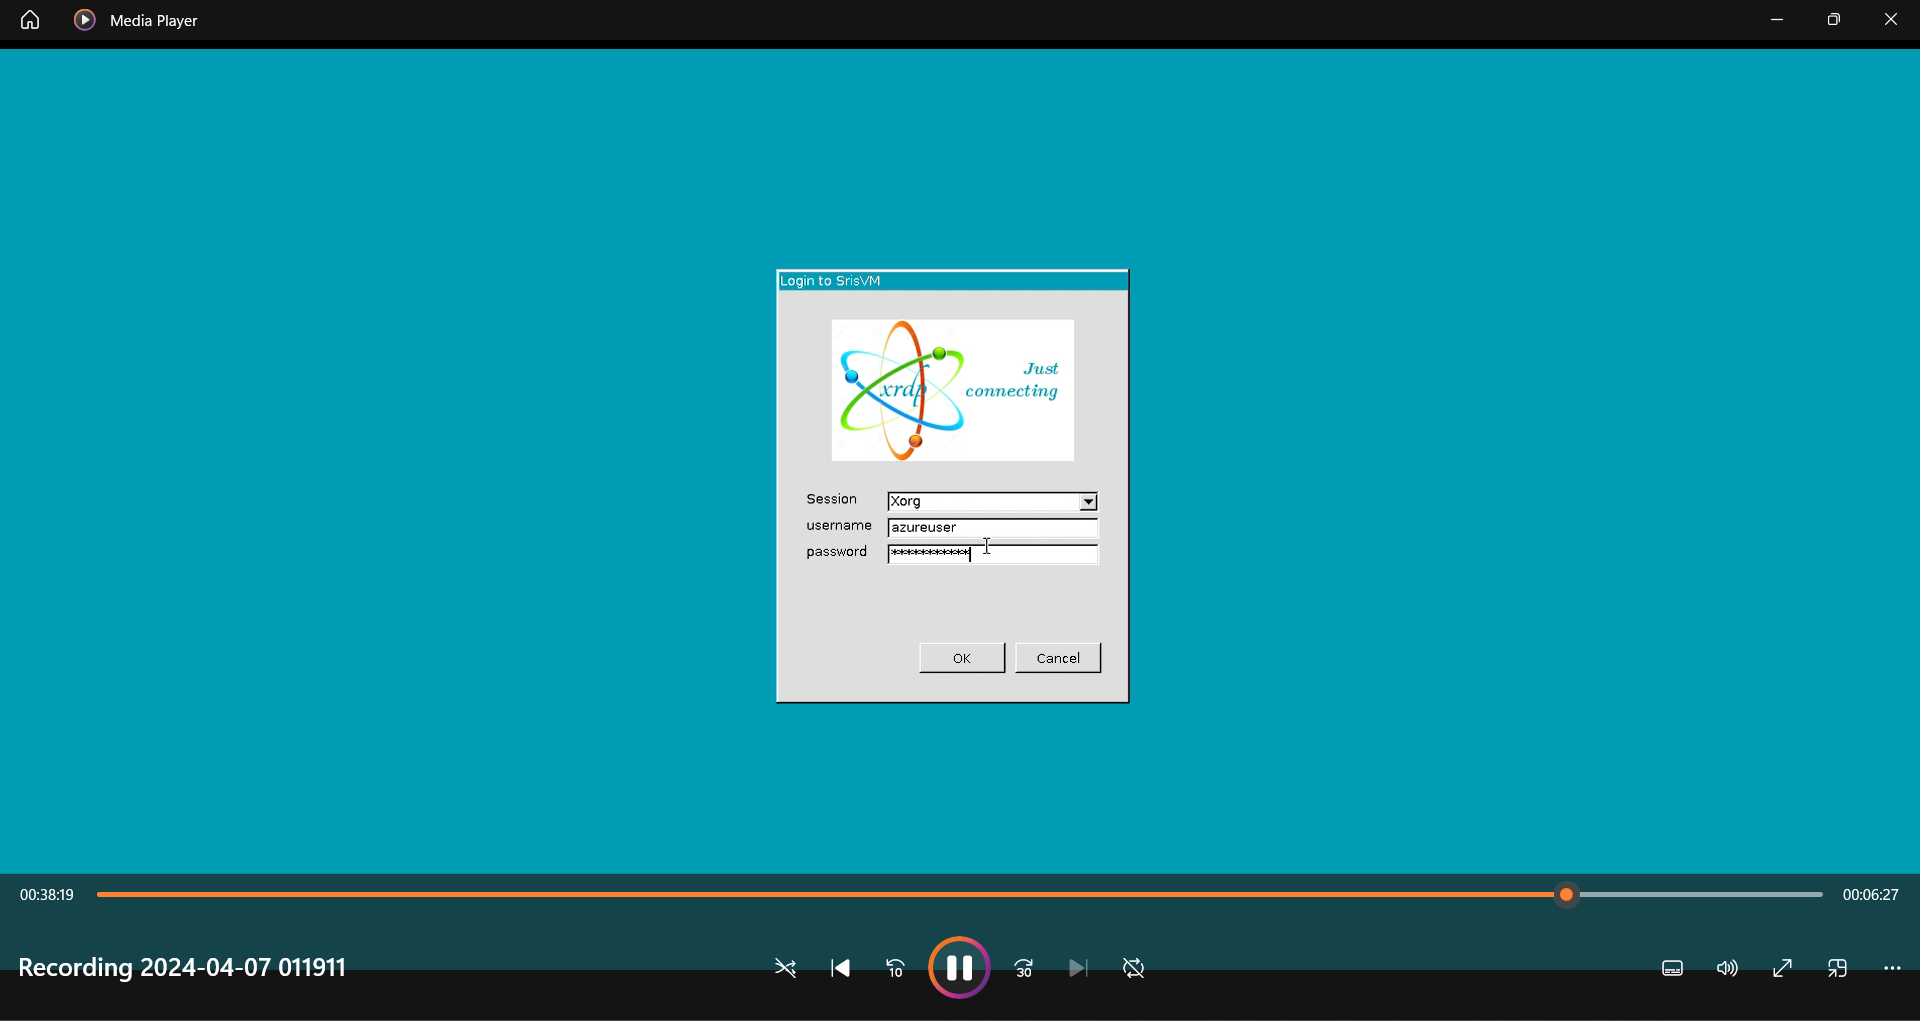 Media Player
Login to SrisVM
xrdp
Just
connecting
Session Xorg
username azureuser
password ***********
OK Cancel
00:38:19 00:06:27
Recording 2024-04-07 011911
10 30